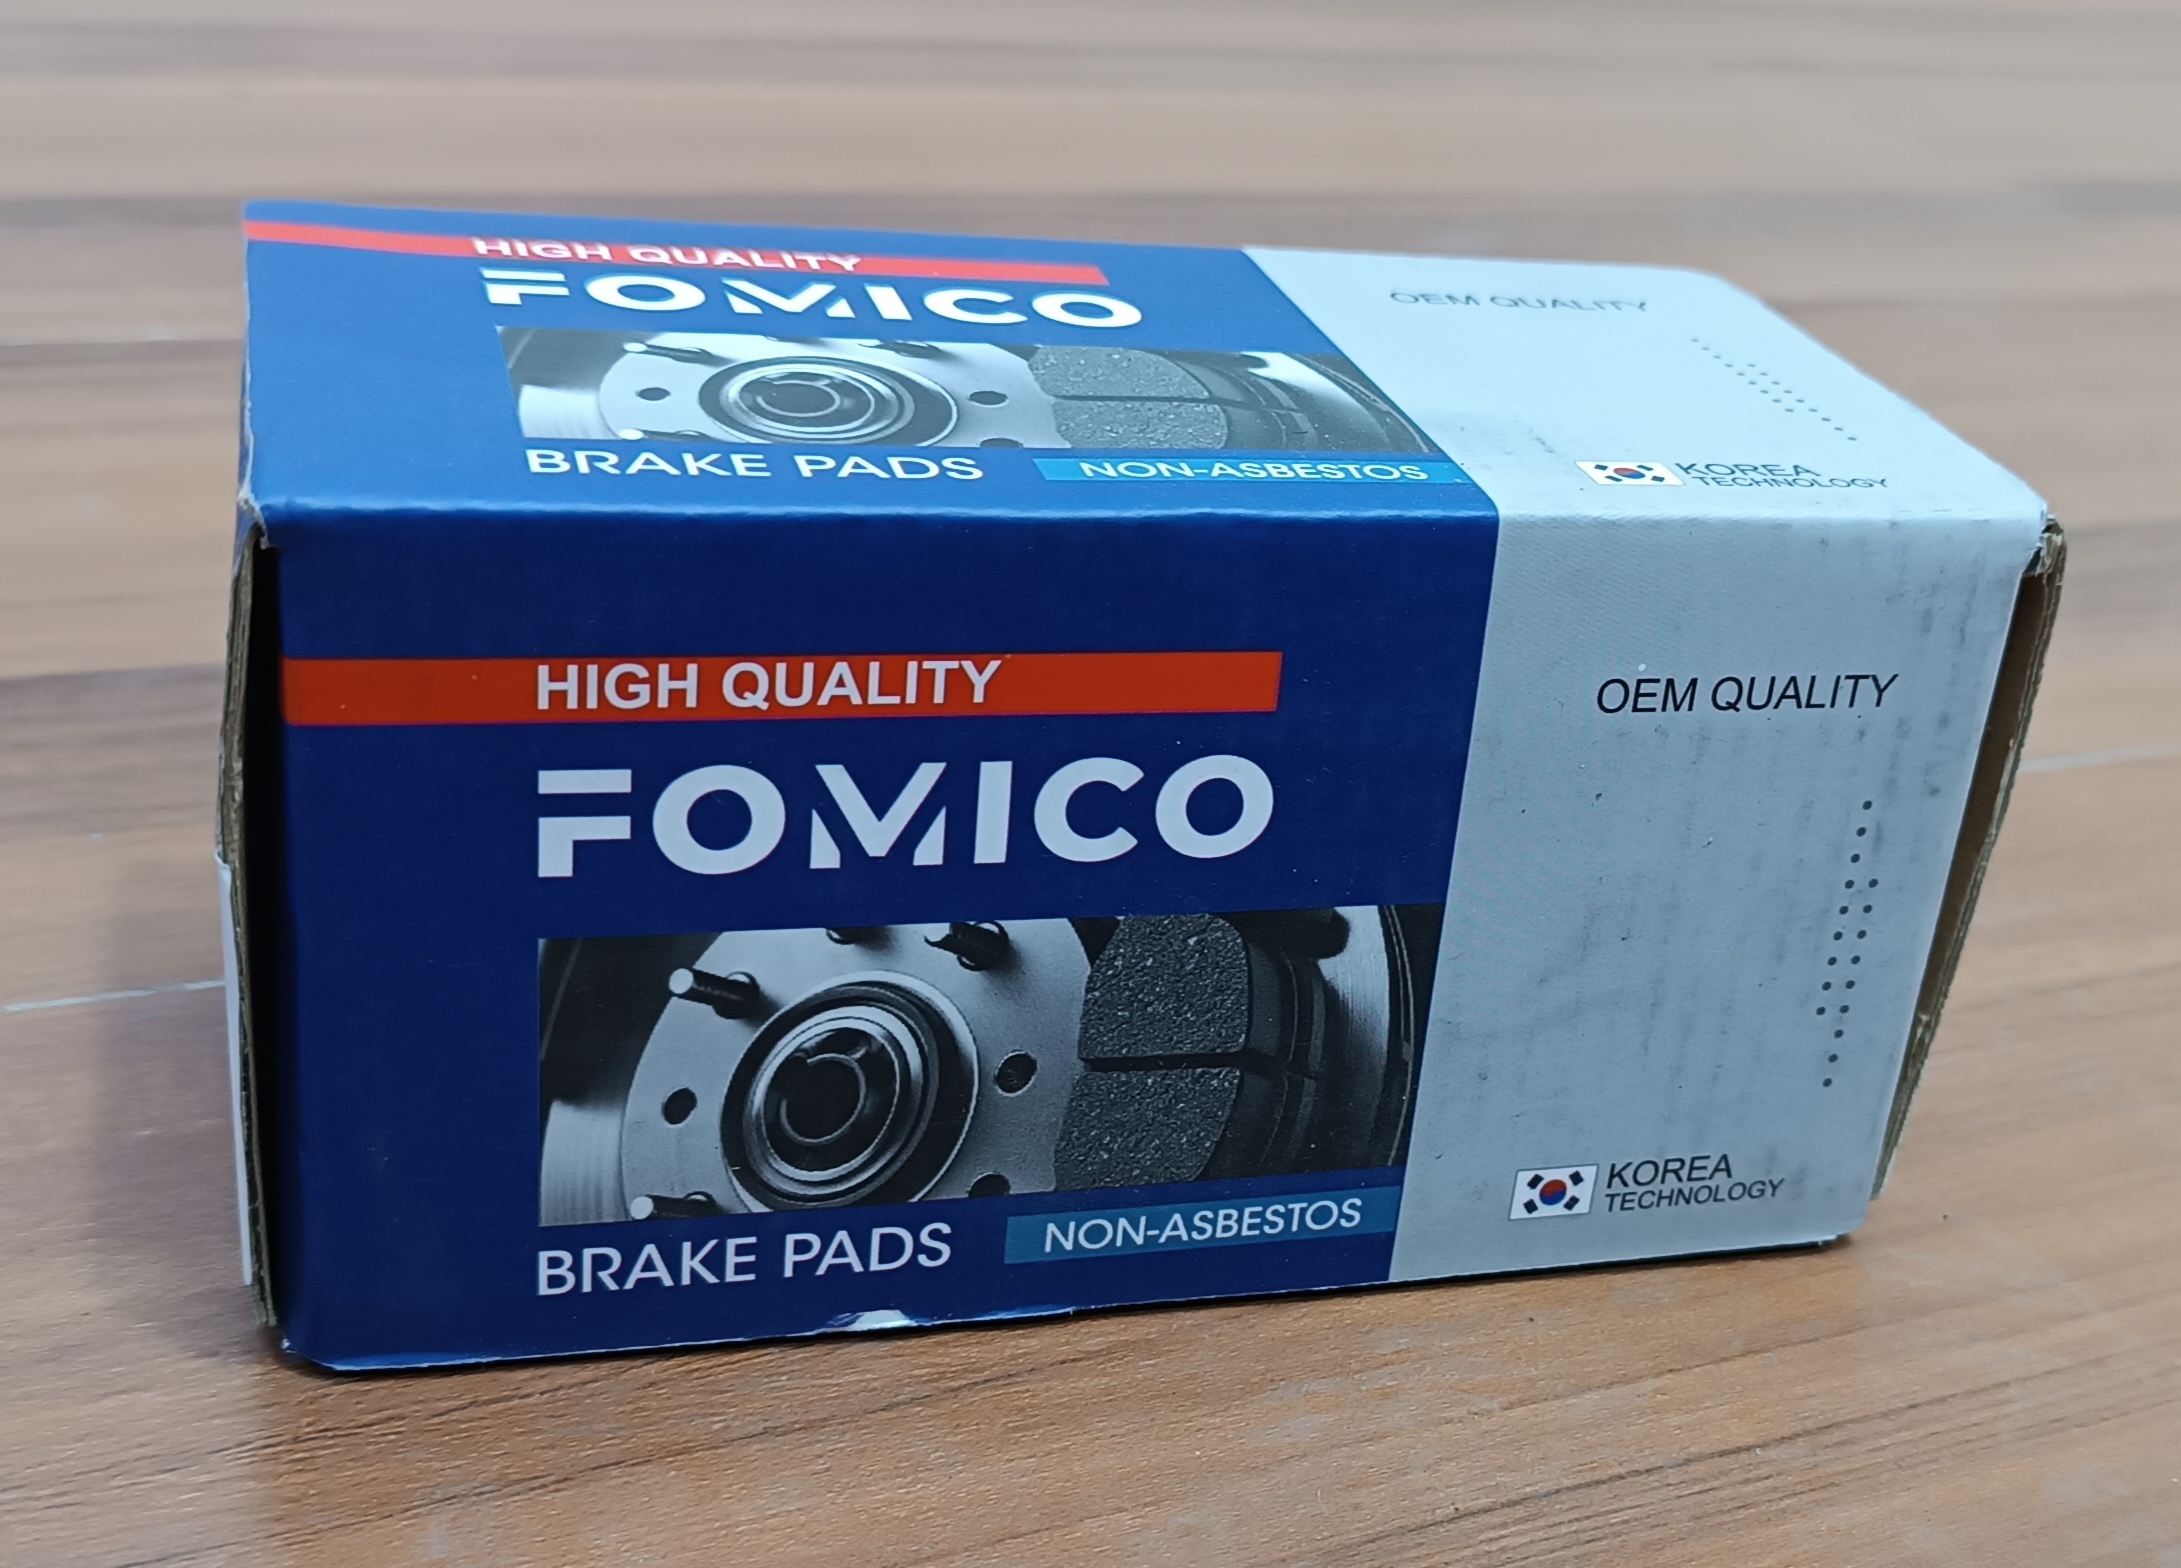 HIGH QUALITY
FOMICO
BRAKE PADS
NON-ASBESTOS
OEM QUALITY
KOREA
TECHNOLOGY
HIGH QUALITY
FOMICO
BRAKE PADS
NON-ASBESTOS
OEM QUALITY
KOREA
TECHNOLOGY